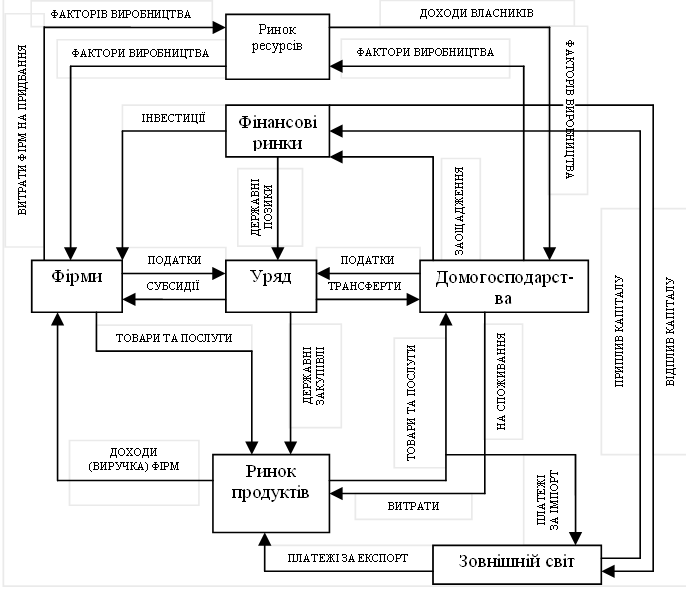 ФАКТОРІВ ВИРОБНИЦТВА
ДОХОДИ ВЛАСНИКІВ
Ринок
ресурсів
ФАКТОРИ ВИРОБНИЦТВА
ФАКТОРИ ВИРОБНИЦТВА
ВИТРАТИ ФІРМ НА ПРИДБАННЯ
ФАКТОРІВ ВИРОБНИЦТВА
ІНВЕСТИЦІЇ
Фінансові
ринки
ДЕРЖАВНІ
ПОЗИКИ
ЗАОЩАДЖЕННЯ
ПОДАТКИ
ПОДАТКИ
Фірми
Уряд
Домогосподарст-
ва
СУБСИДІЇ
ТРАНСФЕРТИ
ПРИПЛИВ КАПІТАЛУ
ВІДПЛИВ КАПІТАЛУ
ТОВАРИ ТА ПОСЛУГИ
ДЕРЖАВНІ
ЗАКУПІВЛІ
ТОВАРИ ТА ПОСЛУГИ
НА СПОЖИВАННЯ
ДОХОДИ
(ВИРУЧКА) ФІРМ
Ринок
продуктів
ВИТРАТИ
ПЛАТЕЖІ
ЗА ІМПОРТ
ПЛАТЕЖІ ЗА ЕКСПОРТ
Зовнішній світ